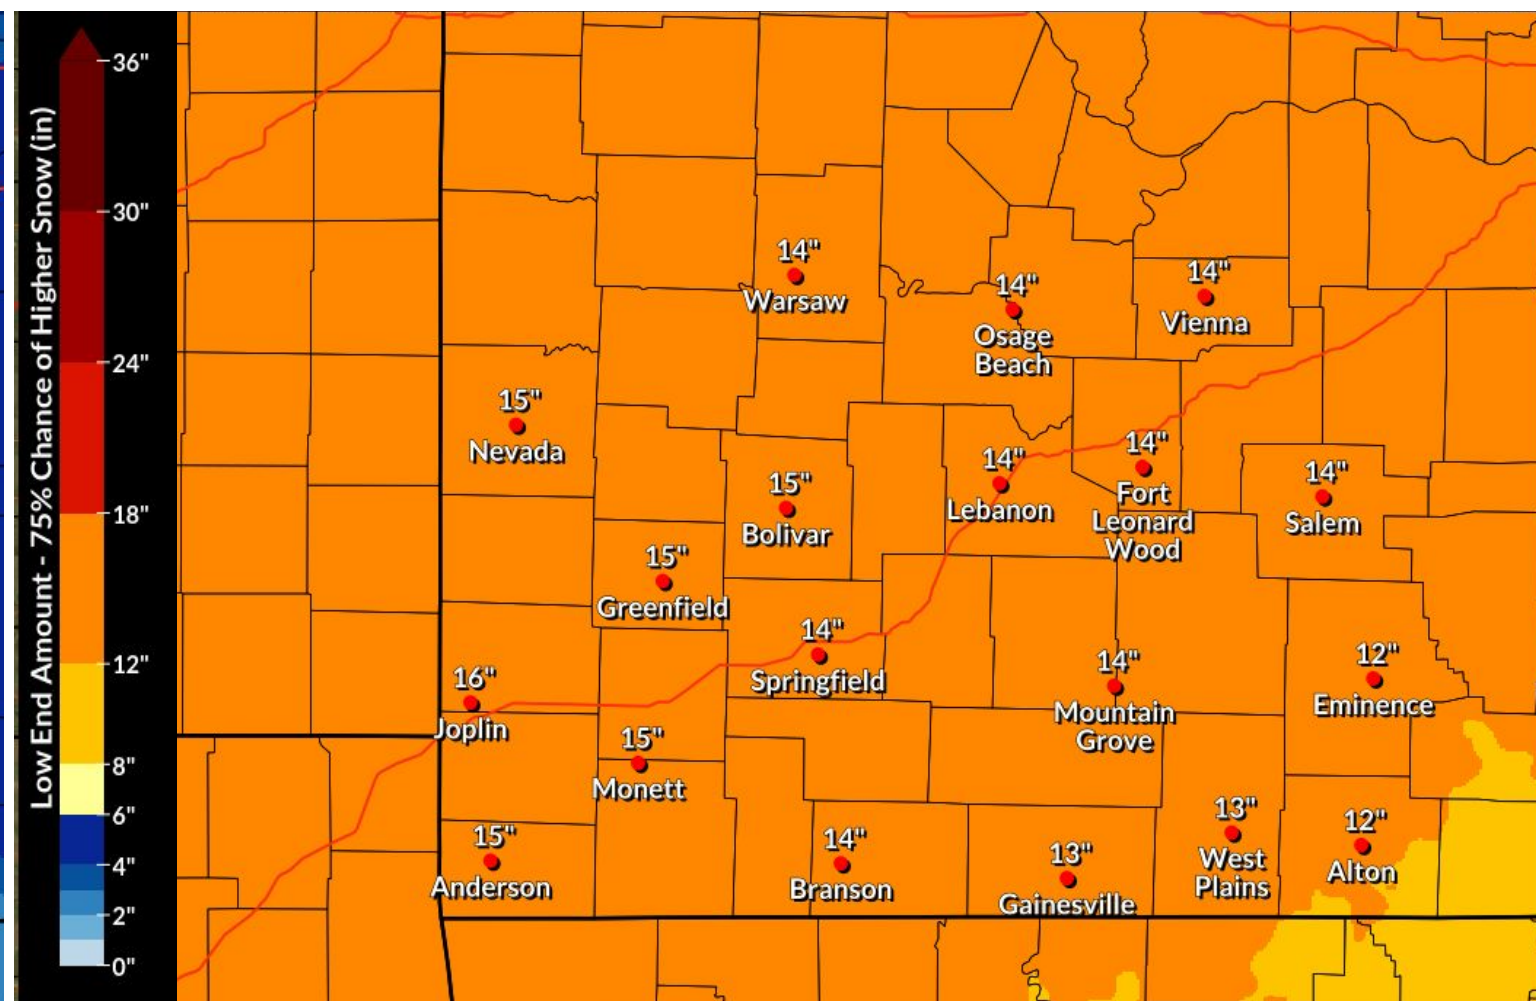 Low End Amount - 75% Chance of Higher Snow (in)
36"
30"
24"
18"
12"
8"
6"
4"
2"
0"
14"
Warsaw
14"
Osage
Beach
14"
Vienna
15"
Nevada
15"
Bolivar
14"
Lebanon
14"
Fort
Leonard
Wood
14"
Salem
15"
Greenfield
14"
Springfield
16"
Joplin
15"
Monett
14"
Mountain
Grove
12"
Eminence
15"
Anderson
14"
Branson
13"
Gainesville
13"
West
Plains
12"
Alton